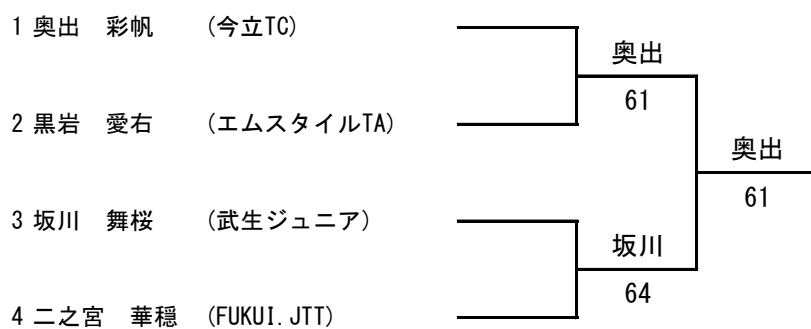 1 奥出 彩帆 (今立TC)
奥出
61
2 黒岩 愛右 (エムスタイルTA)
奥出
61
3 坂川 舞桜 (武生ジュニア)
坂川
64
4 二之宮 華穏 (FUKUI.JTT)